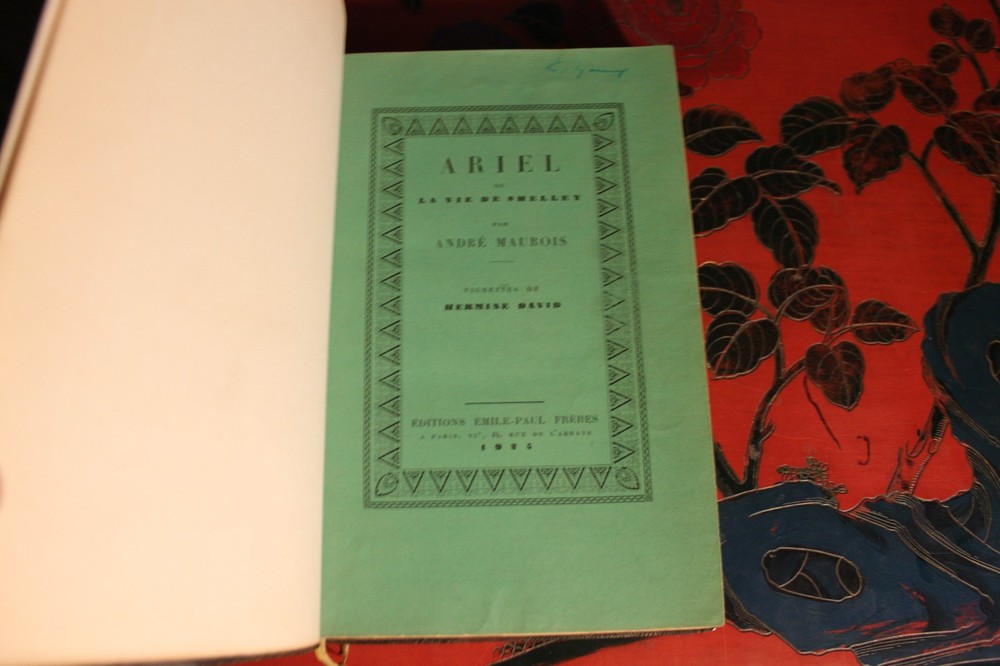 ARIEL
OU
LA VIE DE SHELLEY
PAR
ANDRÉ MAUROIS
VIGNETTES DE
HERMINE DAVID
ÉDITIONS ÉMILE-PAUL FRÈRES
A PARIS, VIᵉ, 14, RUE DE L'ABBAYE
1925